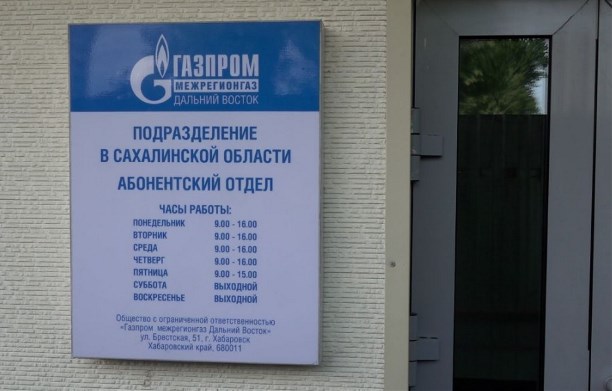 ГАЗПРОМ
МЕЖРЕГИОНГАЗ
ДАЛЬНИЙ ВОСТОК
ПОДРАЗДЕЛЕНИЕ
В САХАЛИНСКОЙ ОБЛАСТИ
АБОНЕНТСКИЙ ОТДЕЛ
ЧАСЫ РАБОТЫ:
ПОНЕДЕЛЬНИК 9.00 - 16.00
ВТОРНИК 9.00 - 16.00
СРЕДА 9.00 - 16.00
ЧЕТВЕРГ 9.00 - 16.00
ПЯТНИЦА 9.00 - 15.00
СУББОТА ВЫХОДНОЙ
ВОСКРЕСЕНЬЕ ВЫХОДНОЙ
Общество с ограниченной ответственностью
«Газпром межрегионгаз Дальний Восток»
ул. Брестская, 51, г. Хабаровск
Хабаровский край, 680011